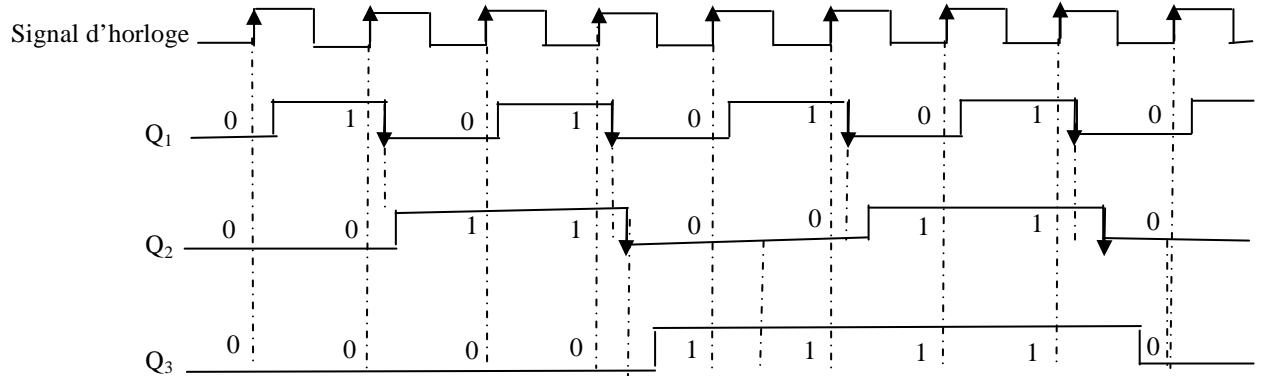 Signal d’horloge
Q₁ 0 1 0 1 0 1 0 1 0
Q₂ 0 0 1 1 0 0 1 1 0
Q₃ 0 0 0 0 1 1 1 1 0